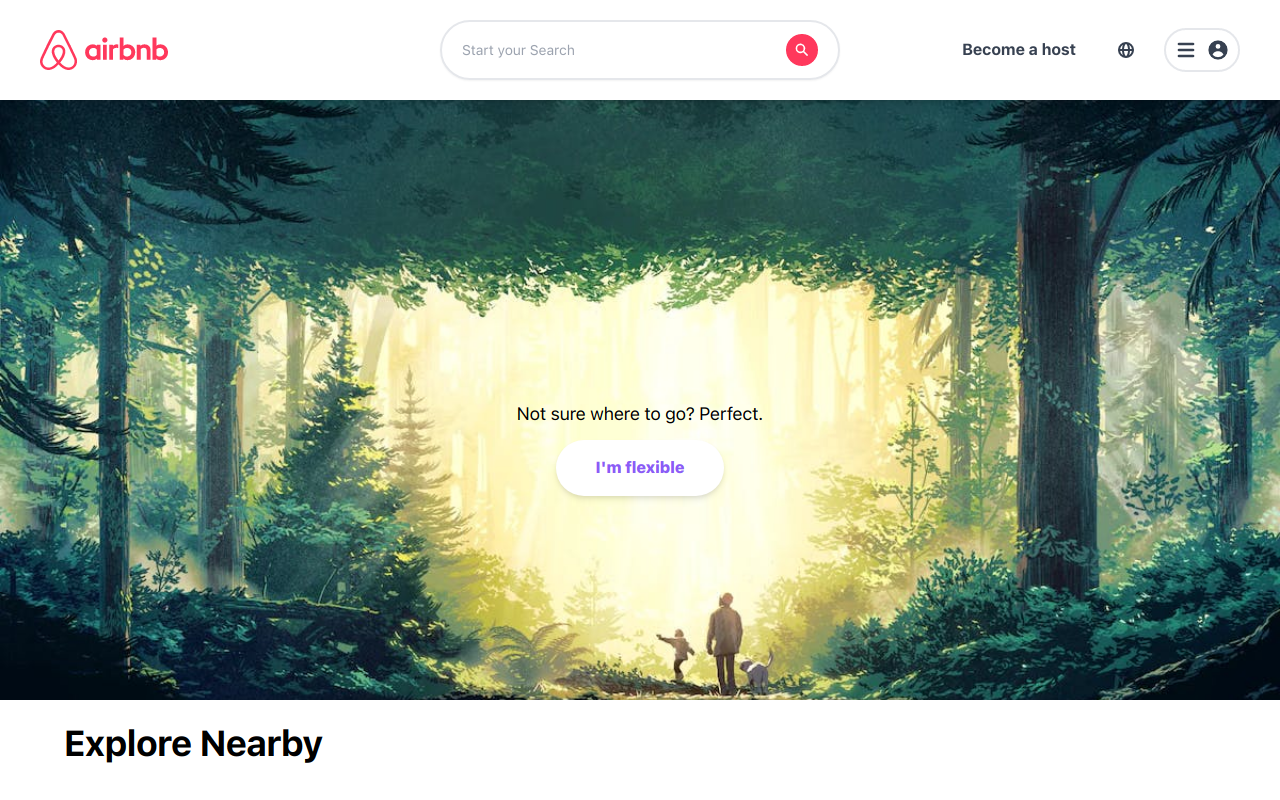 airbnb
Start your Search
Become a host
Not sure where to go? Perfect.
I'm flexible
Explore Nearby